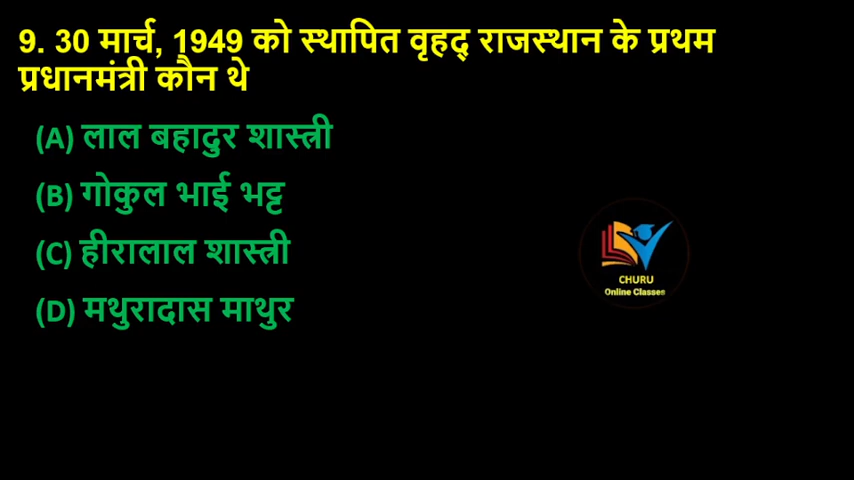 9. 30 मार्च, 1949 को स्थापित वृहद् राजस्थान के प्रथम
प्रधानमंत्री कौन थे
(A) लाल बहादुर शास्त्री
(B) गोकुल भाई भट्ट
(C) हीरालाल शास्त्री
(D) मथुरादास माथुर
CHURU
Online Classes